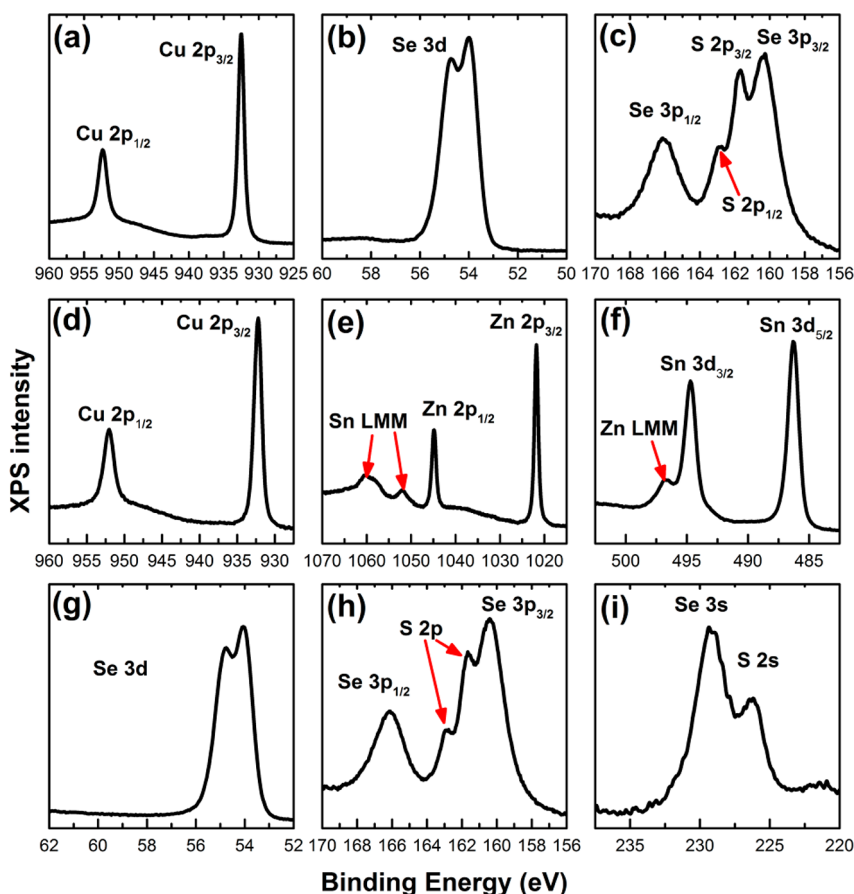 (a)
Cu 2p3/2
Cu 2p1/2
960 955 950 945 940 935 930 925
(b)
Se 3d
60 58 56 54 52 50
(c)
S 2p3/2
Se 3p3/2
Se 3p1/2
S 2p1/2
170 168 166 164 162 160 158 156
(d)
Cu 2p3/2
Cu 2p1/2
960 955 950 945 940 935 930
(e)
Zn 2p3/2
Sn LMM
Zn 2p1/2
1070 1060 1050 1040 1030 1020
(f)
Sn 3d5/2
Sn 3d3/2
Zn LMM
500 495 490 485
XPS intensity
(g)
Se 3d
62 60 58 56 54 52
(h)
Se 3p3/2
S 2p
Se 3p1/2
170 168 166 164 162 160 158 156
(i)
Se 3s
S 2s
235 230 225 220
Binding Energy (eV)